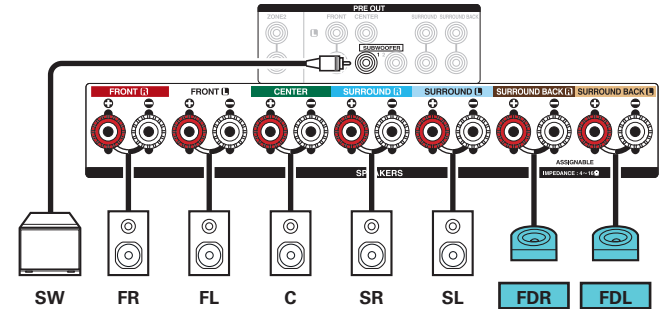 PRE OUT
ZONE2 FRONT CENTER SURROUND SURROUND BACK
L
SUBWOOFER
1
FRONT R FRONT L CENTER SURROUND R SURROUND L SURROUND BACK R SURROUND BACK L
+ − + − + − + − + − + − + −
ASSIGNABLE
SPEAKERS IMPEDANCE : 4~16Ω
SW FR FL C SR SL FDR FDL